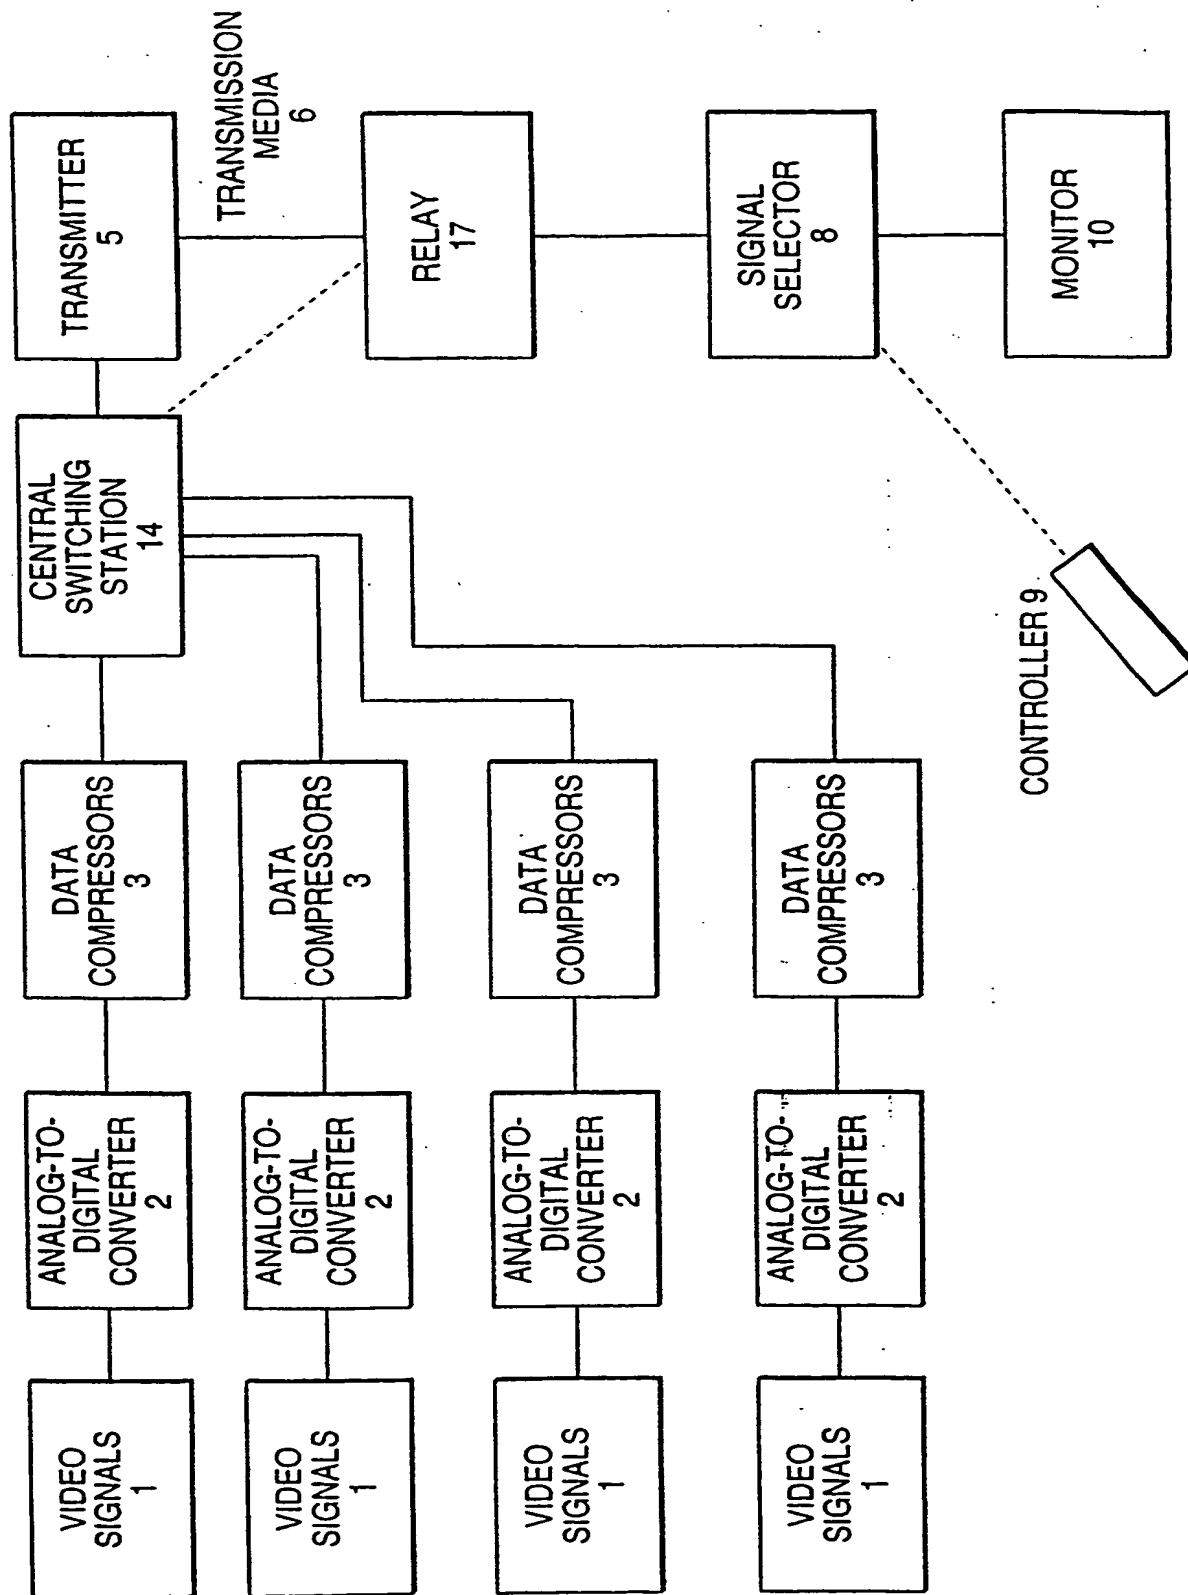 VIDEO
SIGNALS
1
ANALOG-TO-
DIGITAL
CONVERTER
2
DATA
COMPRESSORS
3
CENTRAL
SWITCHING
STATION
14
TRANSMITTER
5
VIDEO
SIGNALS
1
ANALOG-TO-
DIGITAL
CONVERTER
2
DATA
COMPRESSORS
3
TRANSMISSION
MEDIA
6
VIDEO
SIGNALS
1
ANALOG-TO-
DIGITAL
CONVERTER
2
DATA
COMPRESSORS
3
RELAY
17
VIDEO
SIGNALS
1
ANALOG-TO-
DIGITAL
CONVERTER
2
DATA
COMPRESSORS
3
SIGNAL
SELECTOR
8
CONTROLLER 9
MONITOR
10